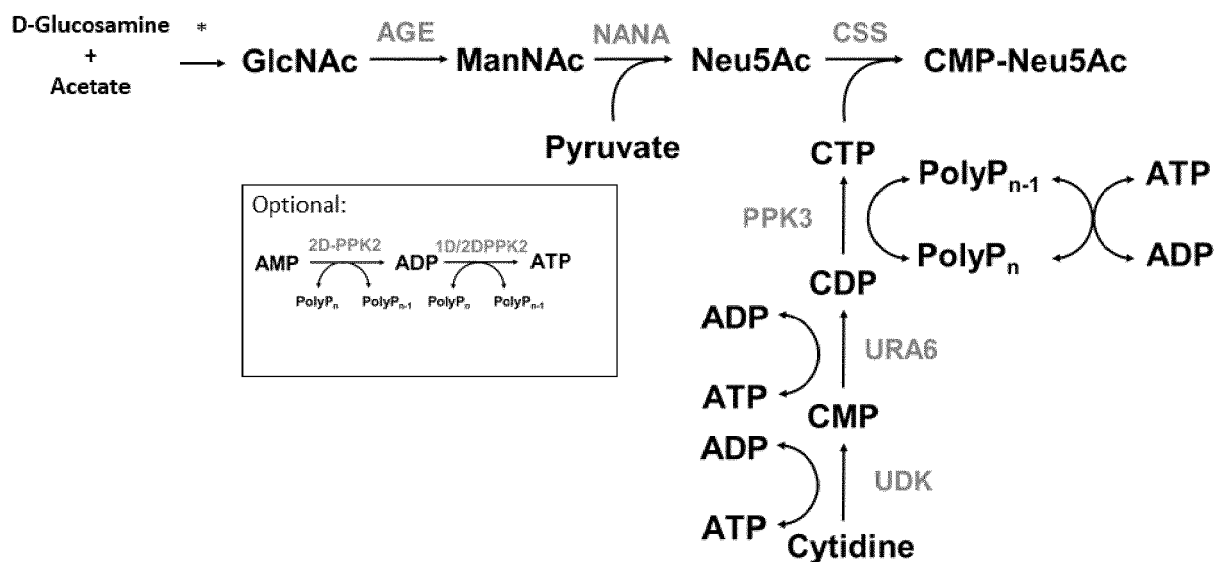 D-Glucosamine
+
Acetate
*
GlcNAc
AGE
ManNAc
NANA
Neu5Ac
CSS
CMP-Neu5Ac
Pyruvate
CTP
PolyPn-1
ATP
PPK3
PolyPn
ADP
CDP
Optional:
2D-PPK2
1D/2DPPK2
AMP
ADP
ATP
PolyPn
PolyPn-1
PolyPn
PolyPn-1
ADP
URA6
ATP
CMP
ADP
UDK
ATP
Cytidine